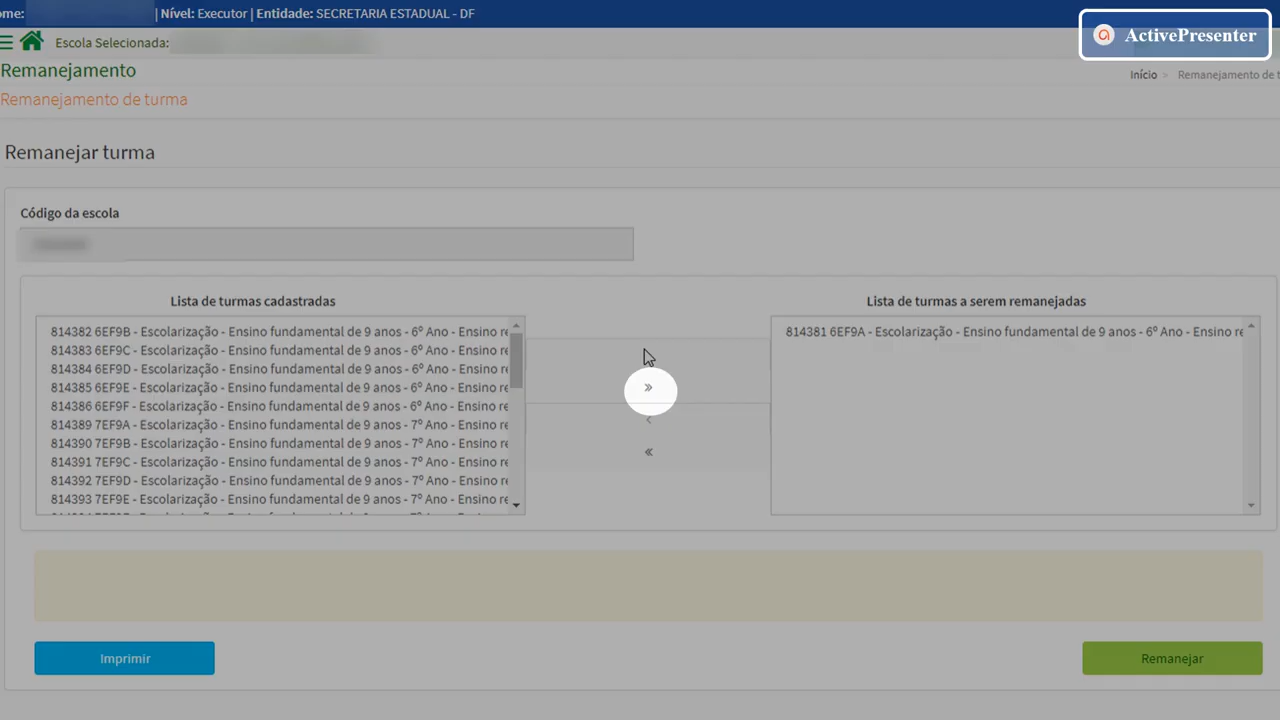 ome: | Nível: Executor | Entidade: SECRETARIA ESTADUAL - DF
ActivePresenter
Escola Selecionada:
Remanejamento
Início > Remanejamento de t
Remanejamento de turma
Remanejar turma
Código da escola
Lista de turmas cadastradas
814382 6EF9B - Escolarização - Ensino fundamental de 9 anos - 6º Ano - Ensino re
814383 6EF9C - Escolarização - Ensino fundamental de 9 anos - 6º Ano - Ensino re
814384 6EF9D - Escolarização - Ensino fundamental de 9 anos - 6º Ano - Ensino re
814385 6EF9E - Escolarização - Ensino fundamental de 9 anos - 6º Ano - Ensino re
814386 6EF9F - Escolarização - Ensino fundamental de 9 anos - 6º Ano - Ensino re
814389 7EF9A - Escolarização - Ensino fundamental de 9 anos - 7º Ano - Ensino re
814390 7EF9B - Escolarização - Ensino fundamental de 9 anos - 7º Ano - Ensino re
814391 7EF9C - Escolarização - Ensino fundamental de 9 anos - 7º Ano - Ensino re
814392 7EF9D - Escolarização - Ensino fundamental de 9 anos - 7º Ano - Ensino re
814393 7EF9E - Escolarização - Ensino fundamental de 9 anos - 7º Ano - Ensino re
»
‹
«
Lista de turmas a serem remanejadas
814381 6EF9A - Escolarização - Ensino fundamental de 9 anos - 6º Ano - Ensino re
Imprimir
Remanejar